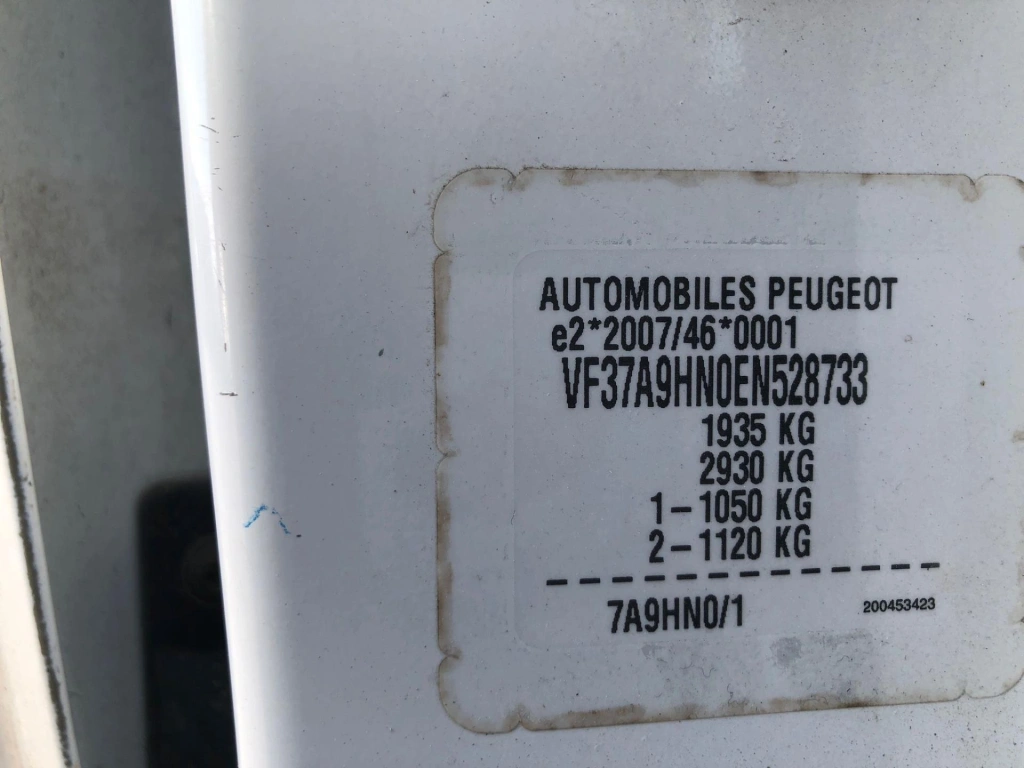 AUTOMOBILES PEUGEOT
e2*2007/46*0001
VF37A9HN0EN528733
1935 KG
2930 KG
1-1050 KG
2-1120 KG
7A9HN0/1
200453423